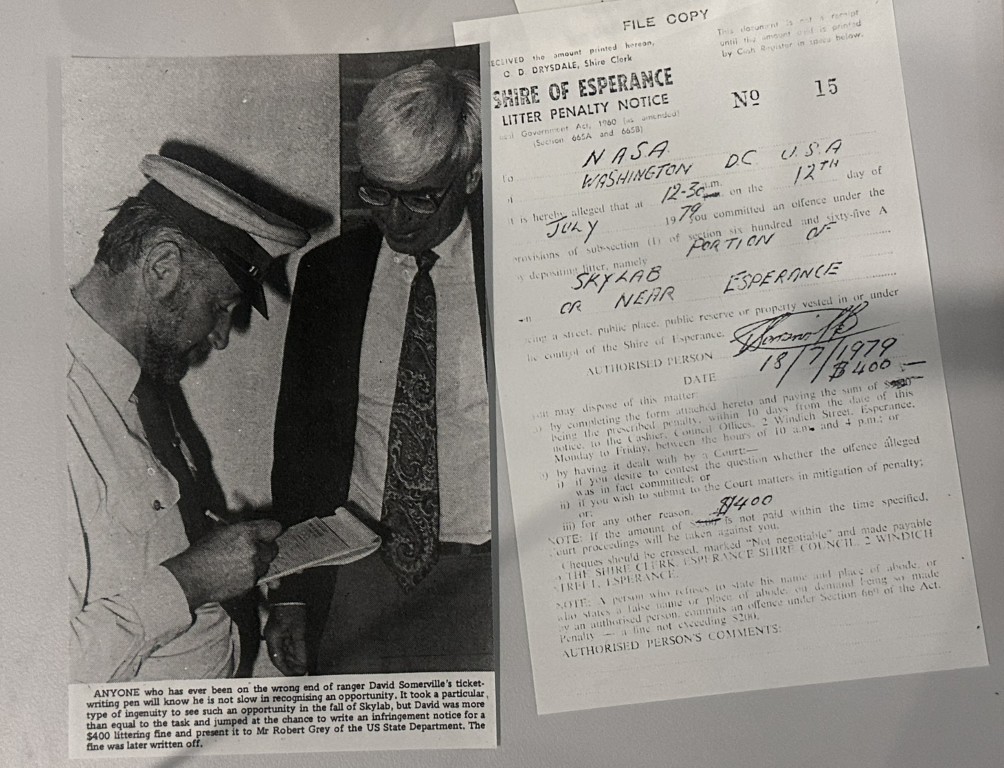 ANYONE who has ever been on the wrong end of ranger David Somerville's ticket-
writing pen will know he is not slow in recognising an opportunity. It took a particular
type of ingenuity to see such an opportunity in the fall of Skylab, but David was more
than equal to the task and jumped at the chance to write an infringement notice for a
$400 littering fine and present it to Mr Robert Grey of the US State Department. The
fine was later written off.
FILE COPY
This document is not a receipt
until the amount paid is printed
by Cash Register in space below.
ECEIVED the amount printed hereon,
C. D. DRYSDALE, Shire Clerk
SHIRE OF ESPERANCE
LITTER PENALTY NOTICE
No 15
Government Act, 1960 (as amended)
(Section 665A and 665B)
To NASA
WASHINGTON DC USA
It is hereby alleged that at 12-30 .m. on the 12TH day of
JULY 1979 you committed an offence under the
provisions of sub-section (1) of section six hundred and sixty-five A
by depositing litter, namely PORTION OF
SKYLAB
on OR NEAR ESPERANCE
being a street, public place, public reserve or property vested in or under
the control of the Shire of Esperance.
AUTHORISED PERSON Somerville
DATE 13/7/1979
$400 —
you may dispose of this matter
by completing the form attached hereto and paying the sum of
being the prescribed penalty, within 10 days from the date of this
notice, to the Cashier, Council Offices, 2 Windich Street, Esperance,
Monday to Friday, between the hours of 10 a.m. and 4 p.m.; or
by having it dealt with by a Court:—
i) if you desire to contest the question whether the offence alleged
was in fact committed; or
ii) if you wish to submit to the Court matters in mitigation of penalty;
or;
iii) for any other reason. $400
NOTE: If the amount of is not paid within the time specified,
Court proceedings will be taken against you.
Cheques should be crossed, marked "Not negotiable" and made payable
to THE SHIRE CLERK, ESPERANCE SHIRE COUNCIL, 2 WINDICH
STREET, ESPERANCE.
NOTE: A person who refuses to state his name and place of abode, or
who states a false name or place of abode, on demand being so made
by an authorised person, commits an offence under Section 669 of the Act.
Penalty — a fine not exceeding $200.
AUTHORISED PERSON'S COMMENTS: